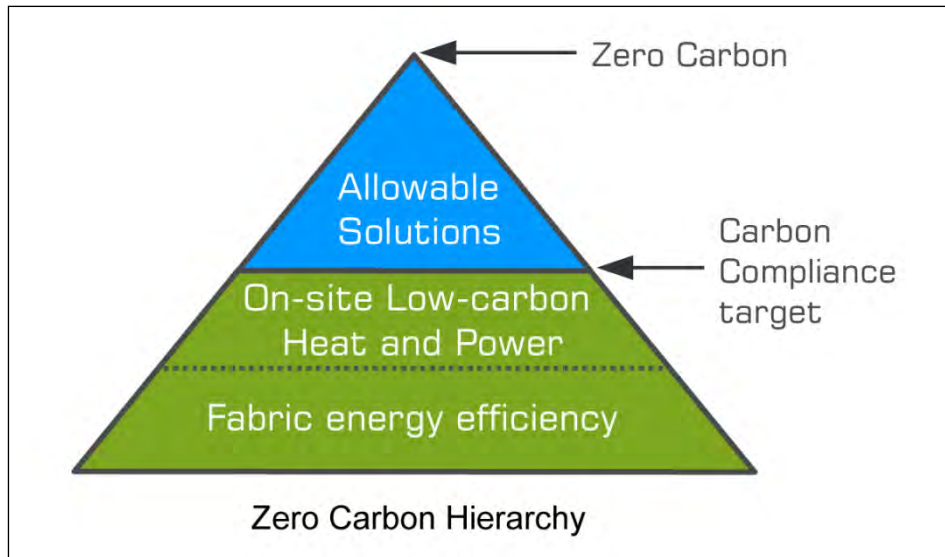 Zero Carbon
Allowable
Solutions
Carbon
Compliance
target
On-site Low-carbon
Heat and Power
Fabric energy efficiency
Zero Carbon Hierarchy